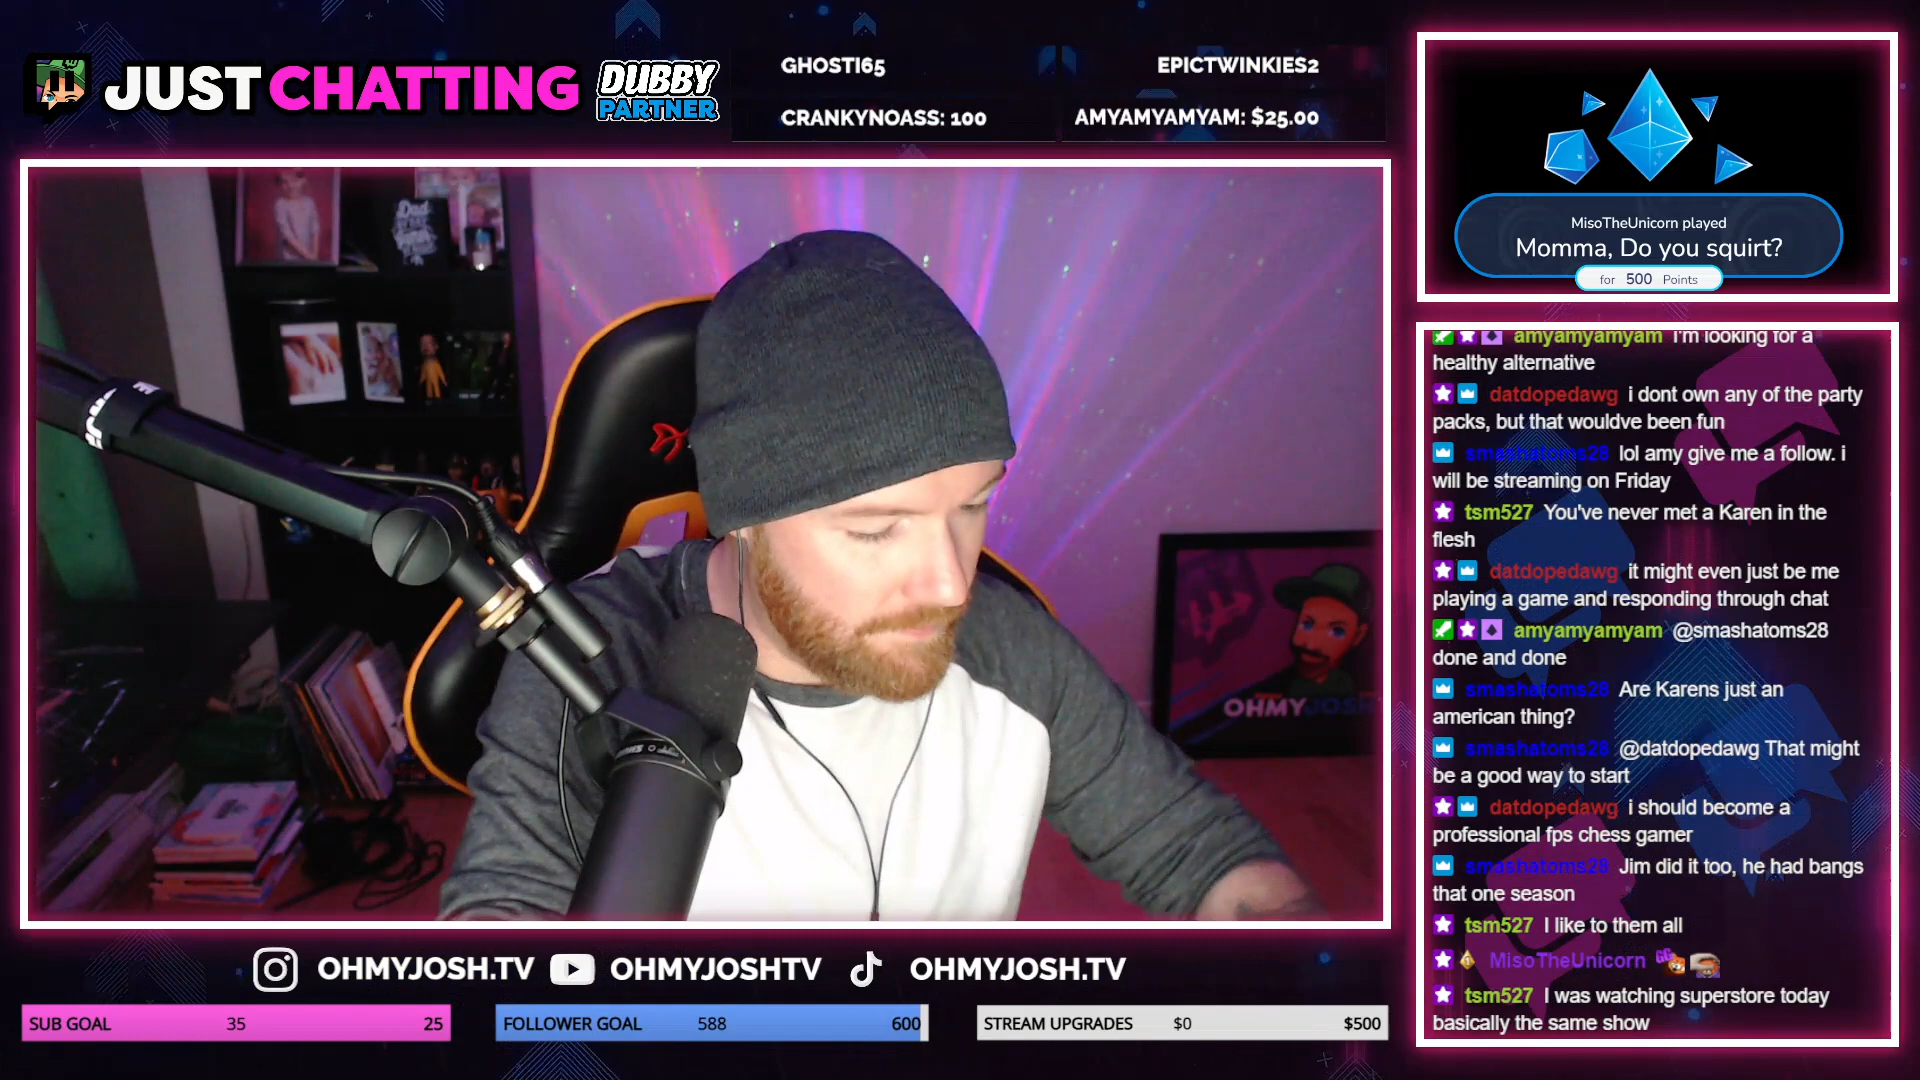 JUST CHATTING
DUBBY
PARTNER
GHOSTI65
EPICTWINKIES2
CRANKYNOASS: 100
AMYAMYAMYAM: $25.00
MisoTheUnicorn played
Momma, Do you squirt?
for 500 Points
amyamyamyam I'm looking for a
healthy alternative
datdopedawg i dont own any of the party
packs, but that wouldve been fun
smashatoms28 lol amy give me a follow. i
will be streaming on Friday
tsm527 You've never met a Karen in the
flesh
datdopedawg it might even just be me
playing a game and responding through chat
amyamyamyam @smashatoms28
done and done
smashatoms28 Are Karens just an
american thing?
smashatoms28 @datdopedawg That might
be a good way to start
datdopedawg i should become a
professional fps chess gamer
smashatoms28 Jim did it too, he had bangs
that one season
tsm527 I like to them all
MisoTheUnicorn GG
tsm527 I was watching superstore today
basically the same show
OHMYJOSH
OHMYJOSH.TV
OHMYJOSHTV
OHMYJOSH.TV
SUB GOAL 35 25
FOLLOWER GOAL 588 600
STREAM UPGRADES $0 $500